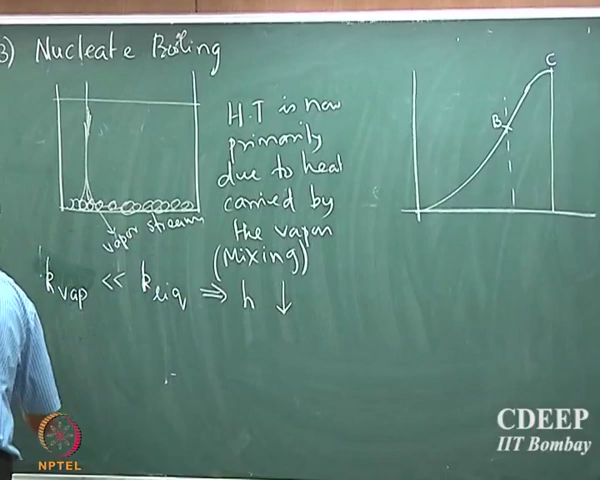 3) Nucleate Boiling
H.T is now
primarily
due to heat
carried by
the vapor
(Mixing)
vapor stream
k vap << k liq ⇒ h ↓
C
B
CDEEP
IIT Bombay
NPTEL